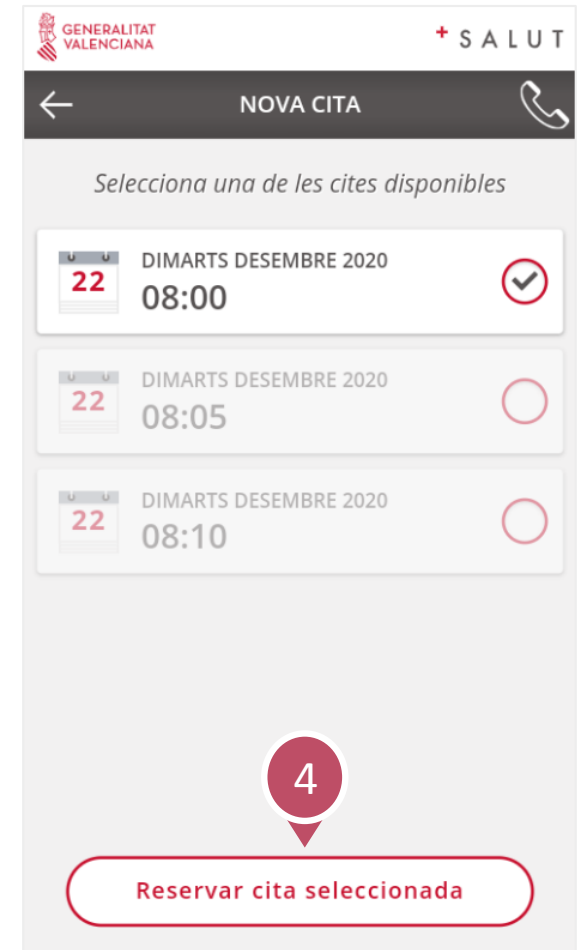 GENERALITAT
VALENCIANA
+ SALUT
NOVA CITA
Selecciona una de les cites disponibles
DIMARTS DESEMBRE 2020
22
08:00
DIMARTS DESEMBRE 2020
22
08:05
DIMARTS DESEMBRE 2020
22
08:10
4
Reservar cita seleccionada